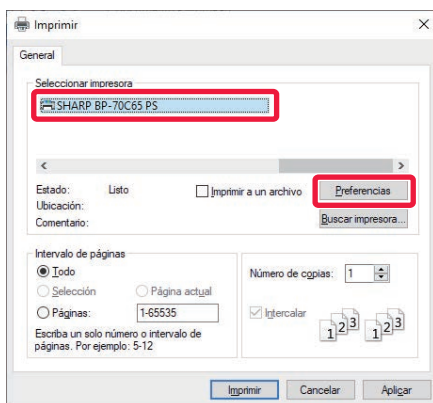 Imprimir
General
Seleccionar impresora
SHARP BP-70C65 PS
Estado: Listo
Imprimir a un archivo
Preferencias
Ubicación:
Comentario:
Buscar impresora...
Intervalo de páginas
Todo
Selección
Página actual
Páginas: 1-65535
Escriba un solo número o intervalo de
páginas. Por ejemplo: 5-12
Número de copias: 1
Intercalar
1 2 3 1 2 3
Imprimir Cancelar Aplicar